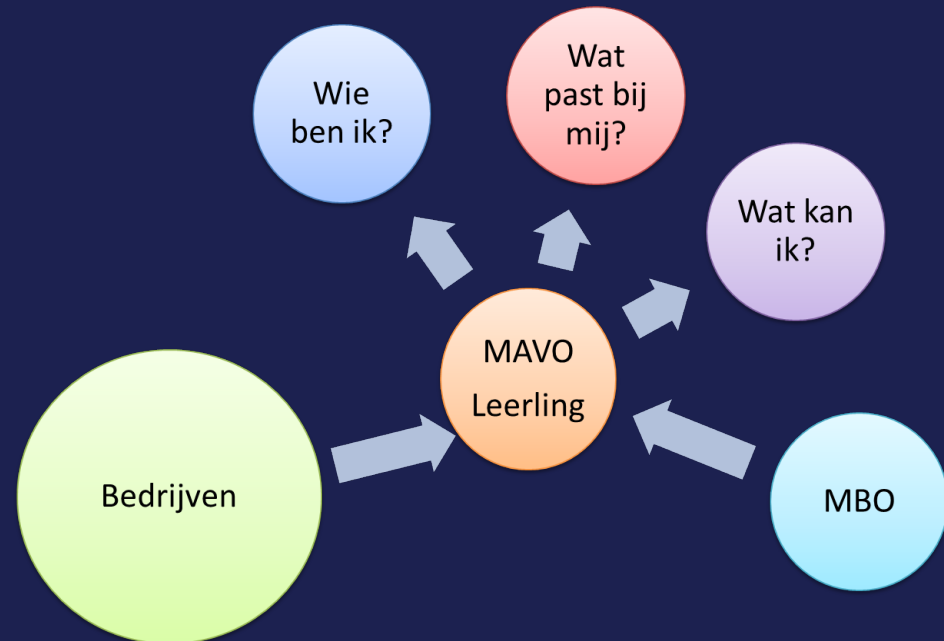 Wie
ben ik?
Wat
past bij
mij?
Wat kan
ik?
MAVO
Leerling
Bedrijven
MBO